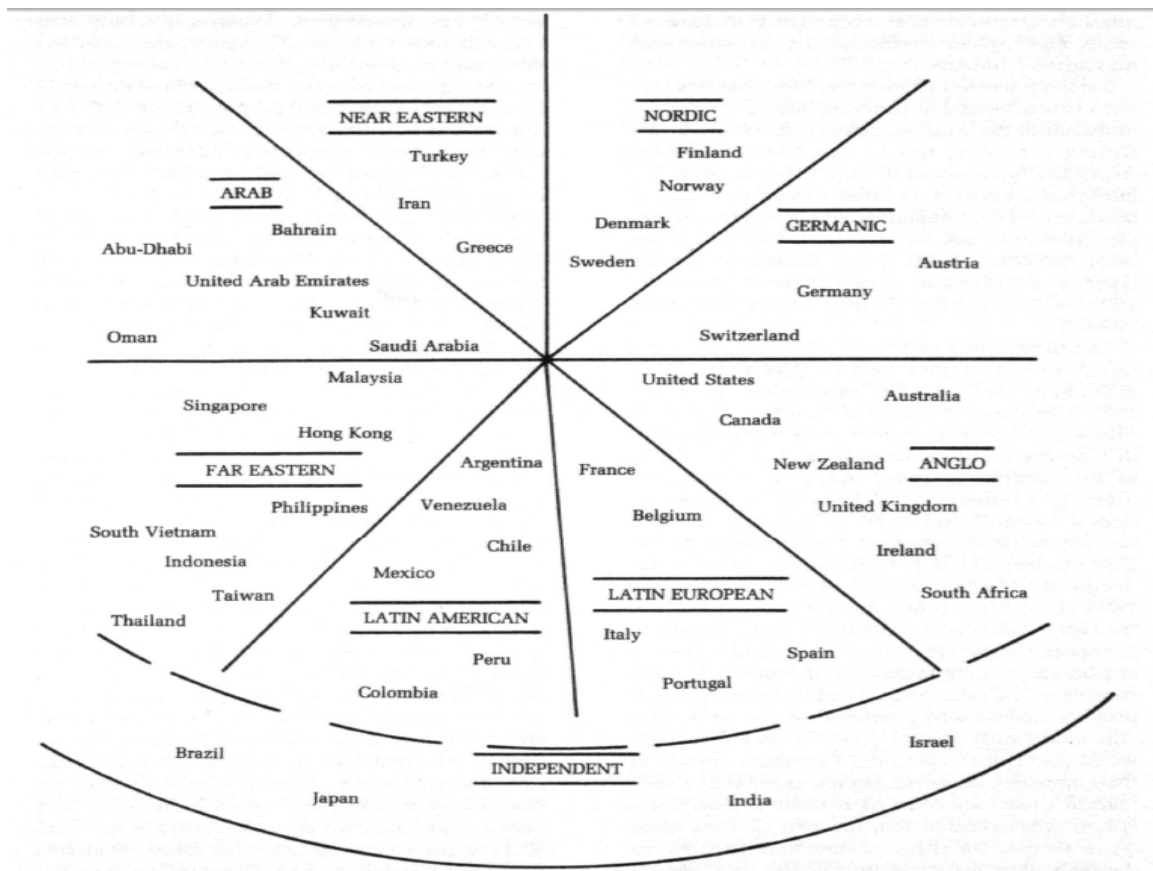 NEAR EASTERN
Turkey
Iran
Greece
NORDIC
Finland
Norway
Denmark
Sweden
ARAB
Bahrain
Abu-Dhabi
United Arab Emirates
Kuwait
Oman
Saudi Arabia
GERMANIC
Austria
Germany
Switzerland
Malaysia
Singapore
Hong Kong
FAR EASTERN
Philippines
South Vietnam
Indonesia
Taiwan
Thailand
Argentina
Venezuela
Chile
Mexico
LATIN AMERICAN
Peru
Colombia
France
Belgium
LATIN EUROPEAN
Italy
Spain
Portugal
United States
Australia
Canada
New Zealand
ANGLO
United Kingdom
Ireland
South Africa
INDEPENDENT
Brazil
Japan
India
Israel